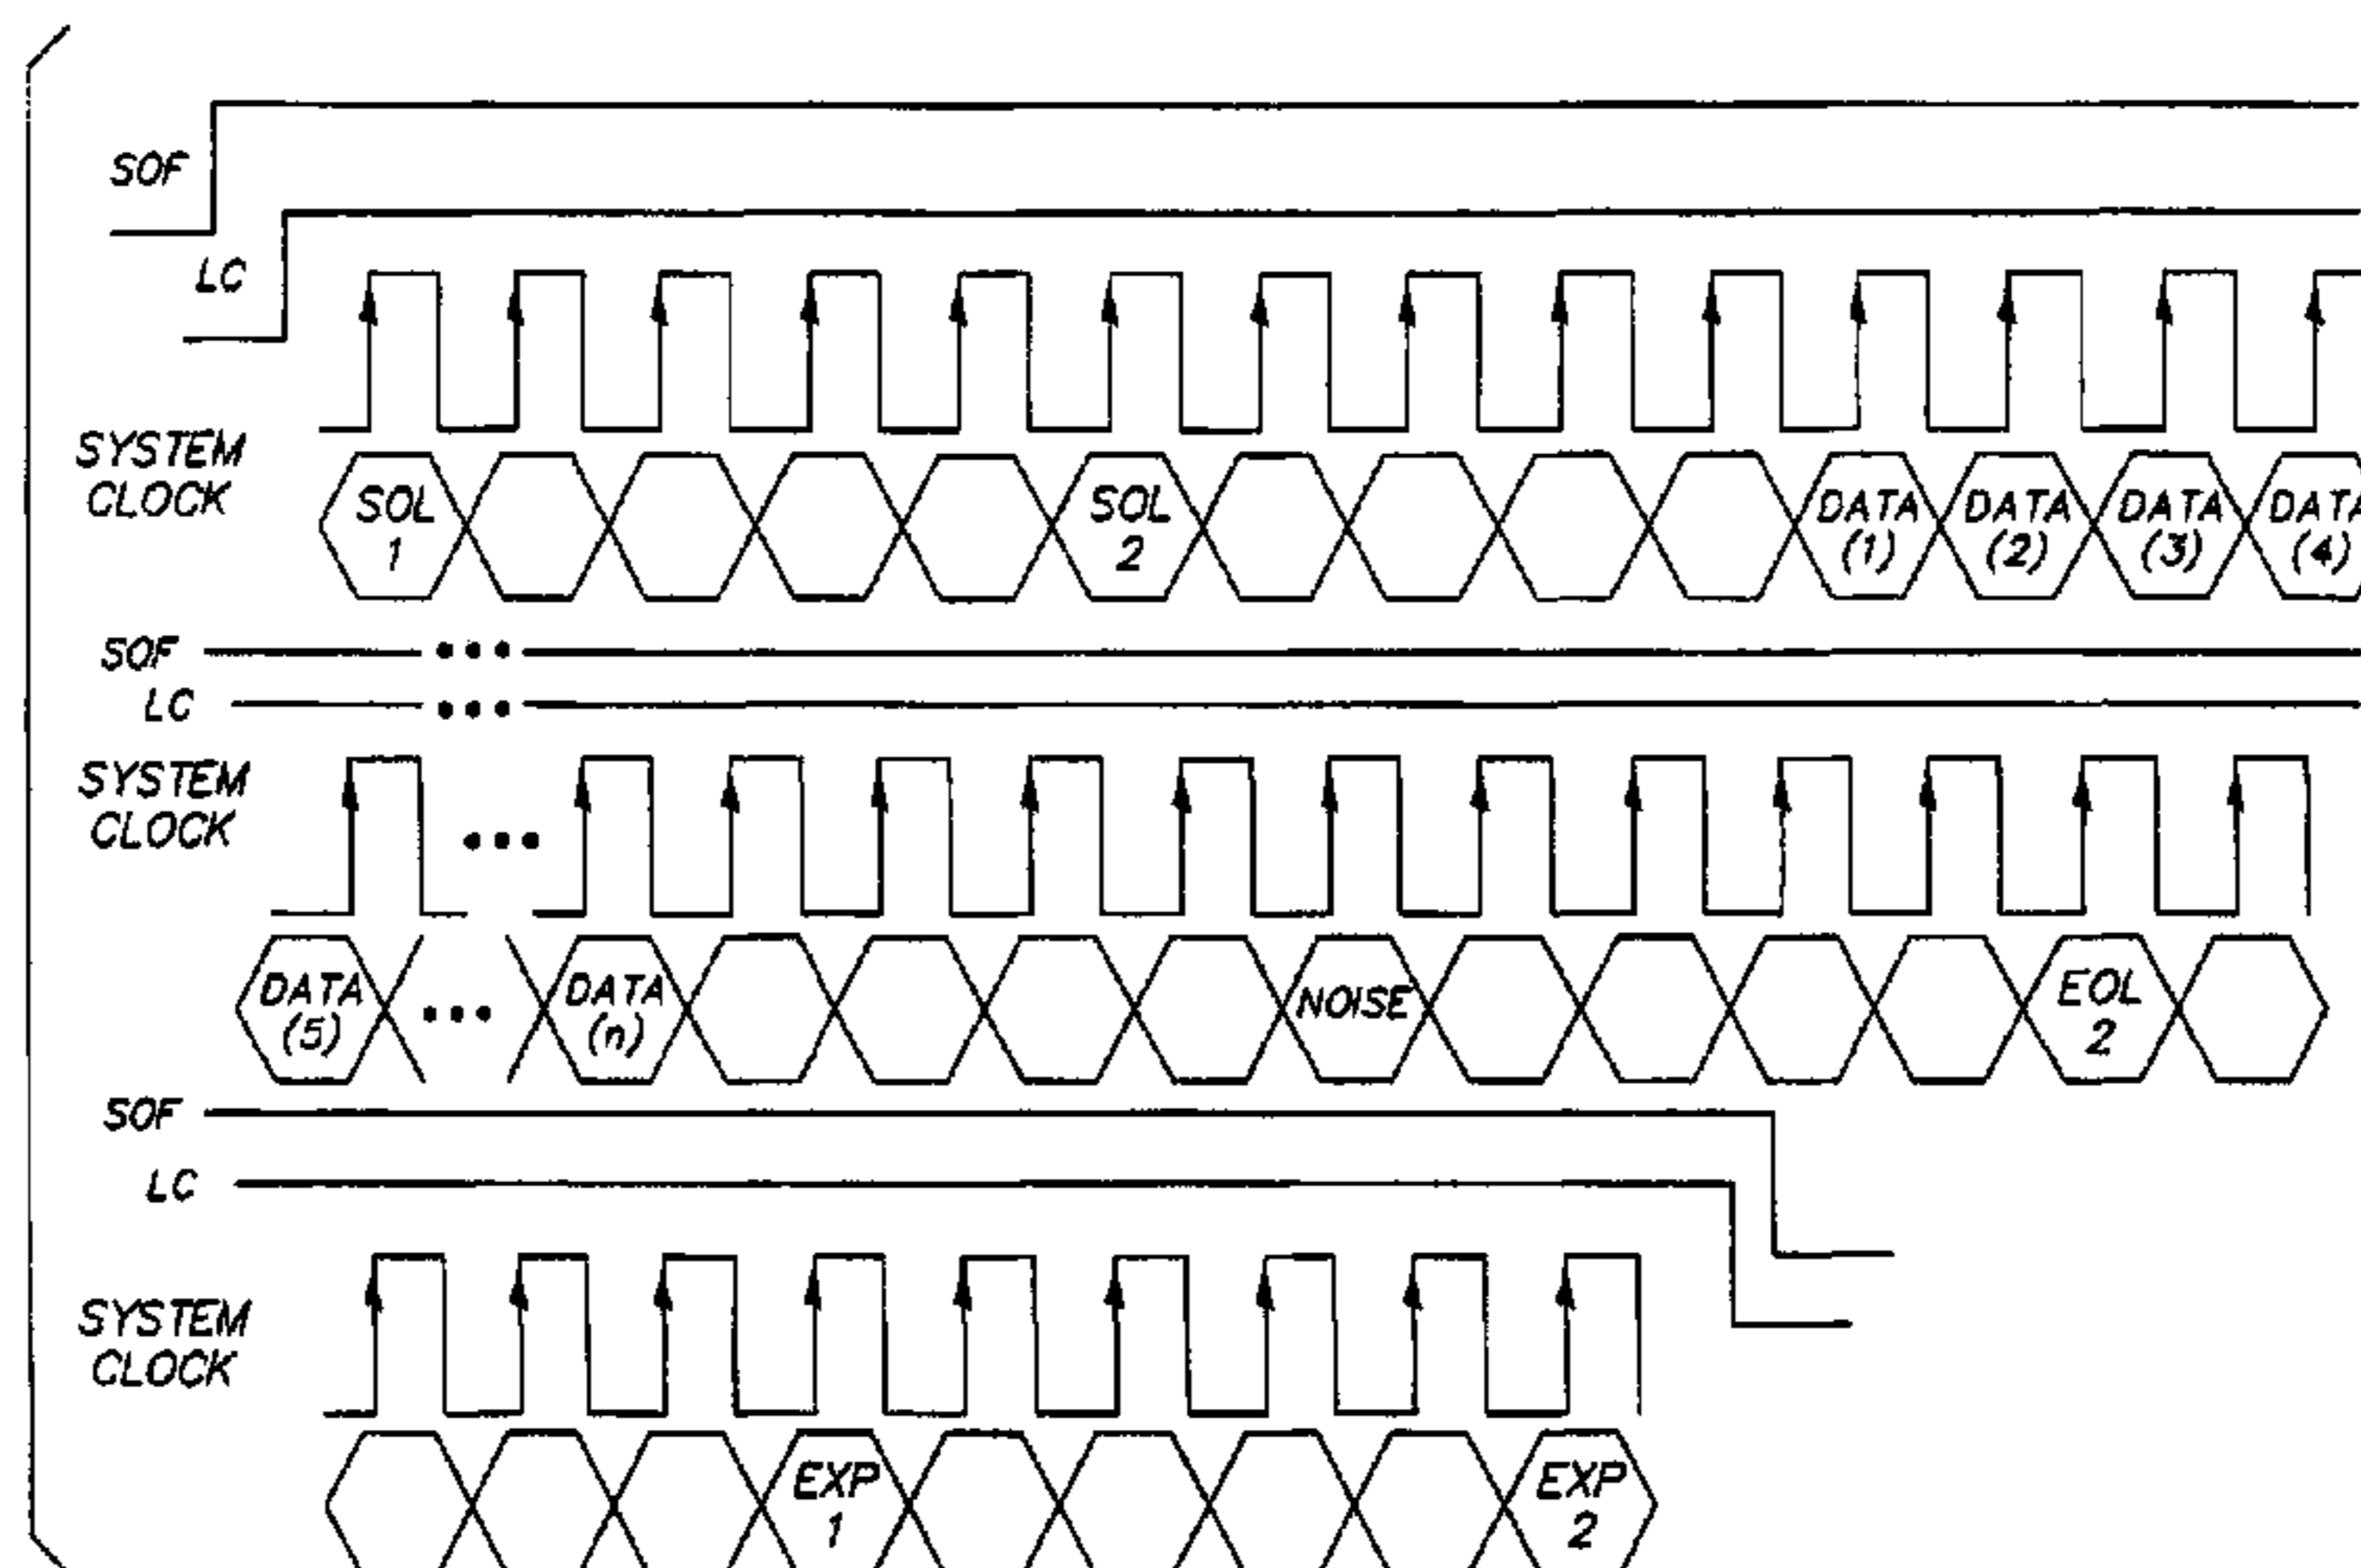 SOF
LC
SYSTEM
CLOCK
SOL
1
SOL
2
DATA
(1)
DATA
(2)
DATA
(3)
DATA
(4)
SOF
LC
SYSTEM
CLOCK
DATA
(5)
DATA
(n)
NOISE
EOL
2
SOF
LC
SYSTEM
CLOCK
EXP
1
EXP
2